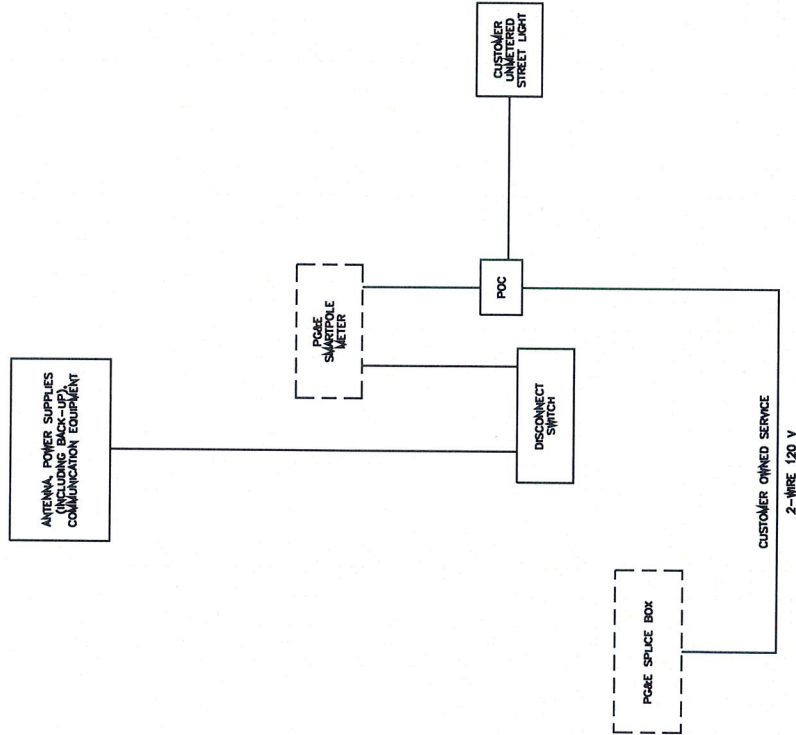 ANTENNA, POWER SUPPLIES
(INCLUDING BACK-UP),
COMMUNICATION EQUIPMENT
PG&E
SMARTPOLE
METER
CUSTOMER
UNMETERED
STREET LIGHT
POC
DISCONNECT
SWITCH
PG&E SPLICE BOX
CUSTOMER OWNED SERVICE
2-WIRE 120 V